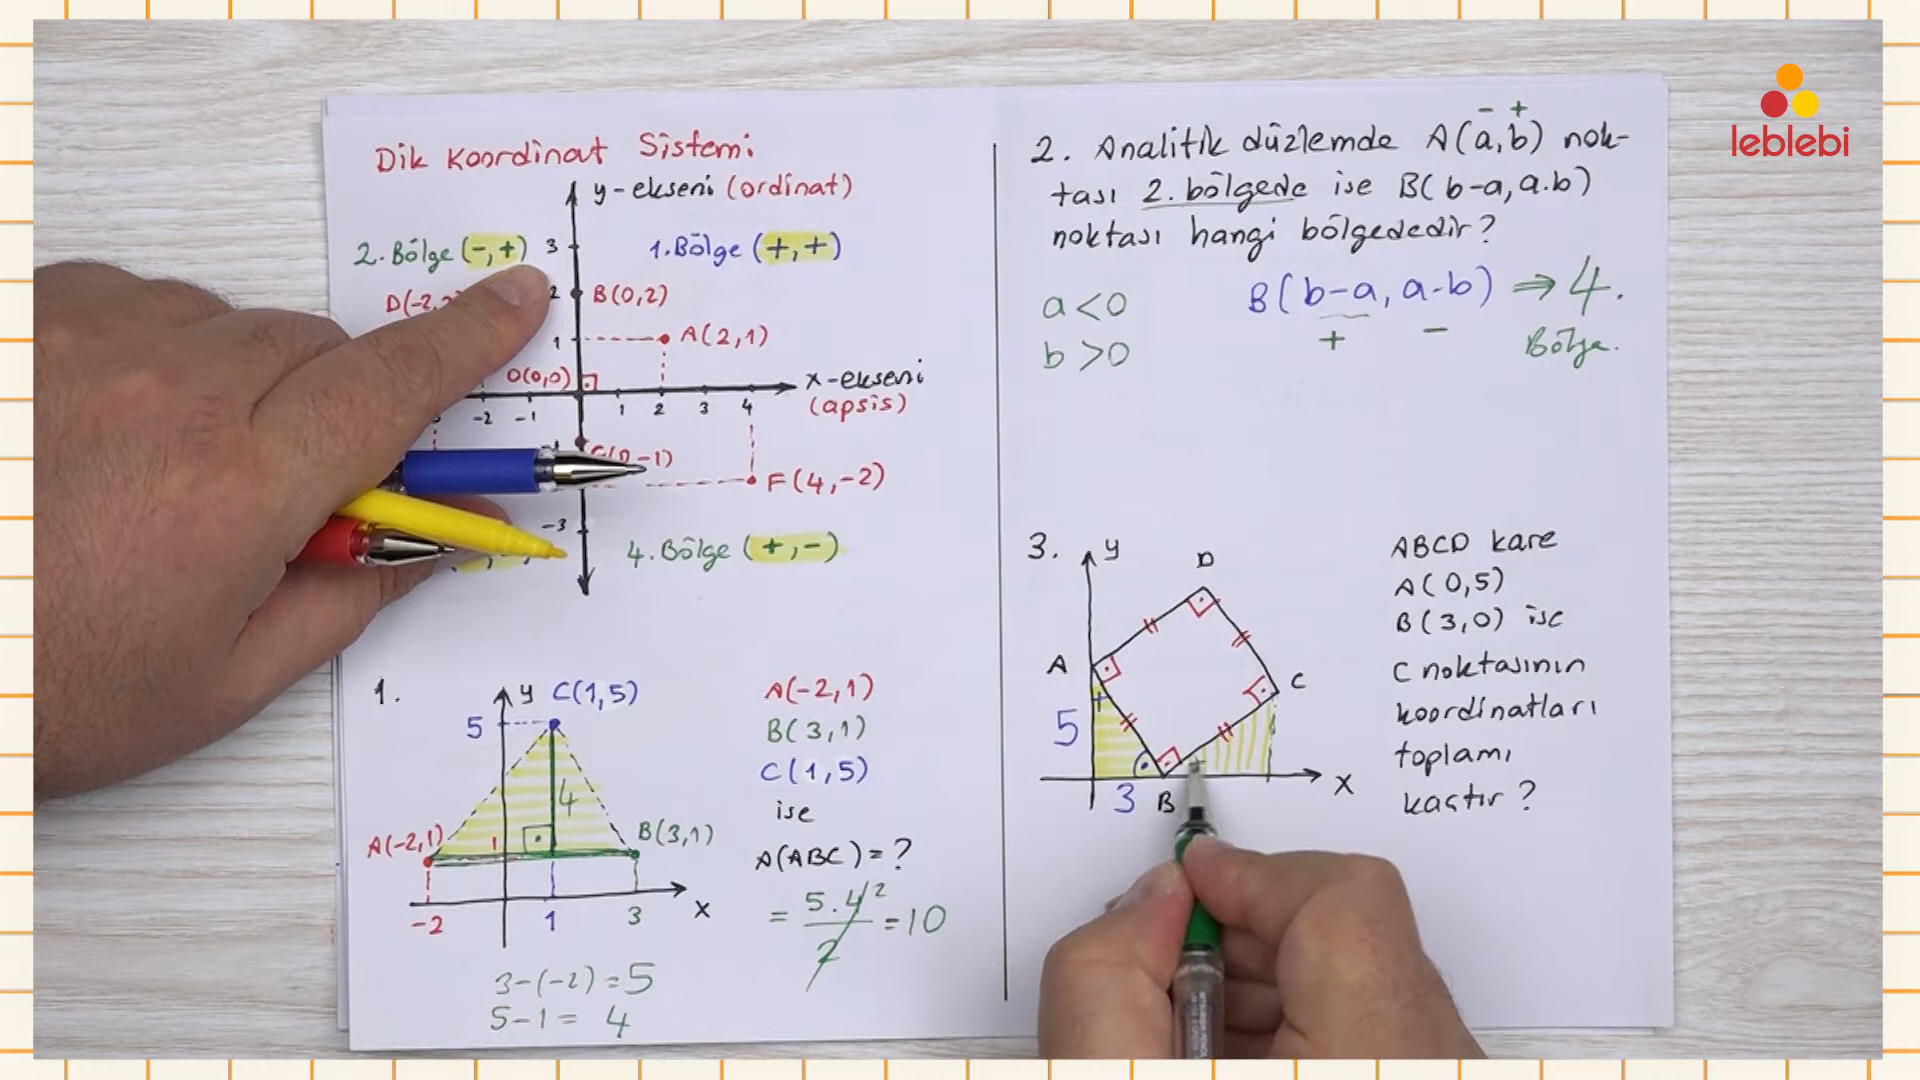 leblebi
Dik Koordinat Sistemi
y-ekseni (ordinat)
2. Bölge (-,+)
3
1. Bölge (+,+)
2
B(0,2)
1
A(2,1)
O(0,0)
x-ekseni
(apsis)
-2 -1 1 2 3 4
F(4,-2)
-3
4. Bölge (+,-)
1.
y
C(1,5)
5
4
A(-2,1)
1
B(3,1)
-2
1
3
x
3-(-2) = 5
5-1 = 4
A(-2,1)
B(3,1)
C(1,5)
ise
A(ABC) = ?
= 5.4 2 / 2 = 10
- +
2. Analitik düzlemde A(a,b) nok-
tası 2. bölgede ise B(b-a, a.b)
noktası hangi bölgededir?
a<0
b>0
B(b-a, a.b) ⇒ 4.
+ -
Bölge.
3.
y
D
A
C
5
3
B
x
ABCD kare
A(0,5)
B(3,0) ise
C noktasının
koordinatları
toplamı
kaçtır?